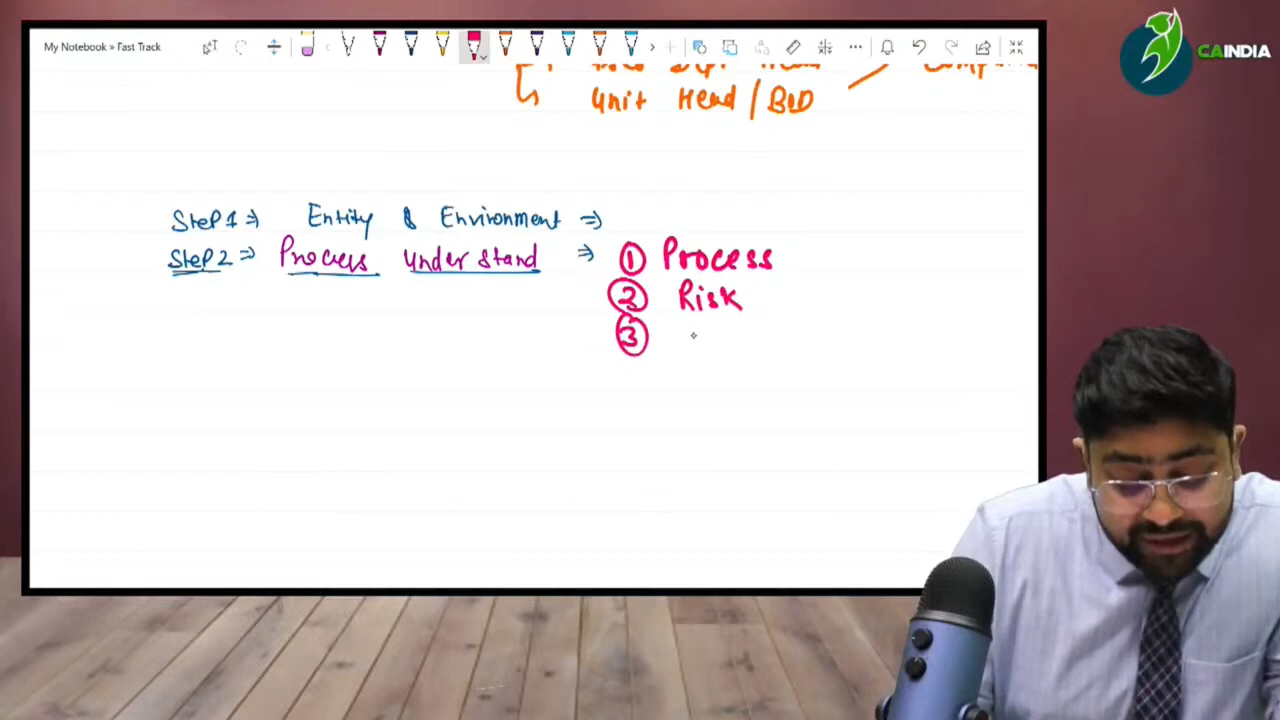 My Notebook » Fast Track
CAINDIA
Unit Head / BOD
Step 1 ⇒ Entity & Environment ⇒
Step 2 ⇒ Process understand ⇒ ① Process
② Risk
③